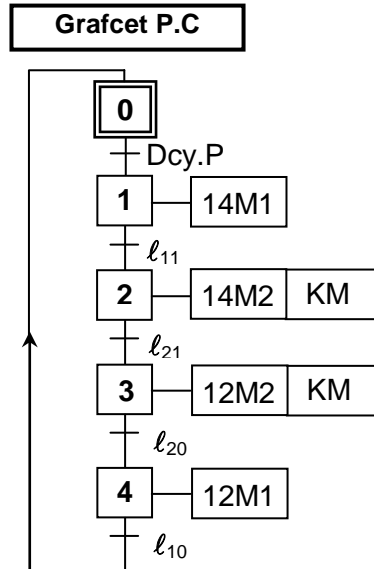 Grafcet P.C
0
Dcy.P
1 14M1
ℓ11
2 14M2 KM
ℓ21
3 12M2 KM
ℓ20
4 12M1
ℓ10